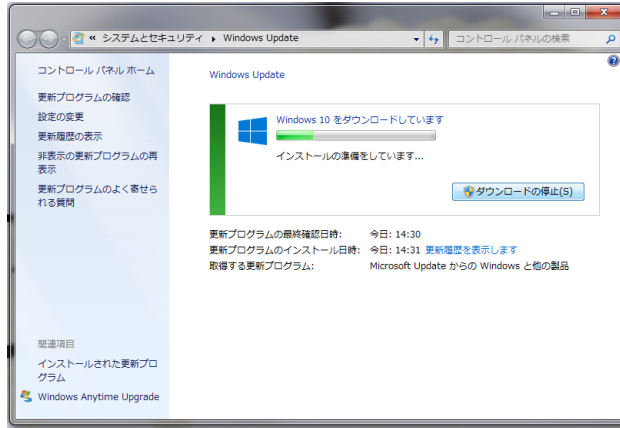 « システムとセキュリティ ▸ Windows Update
コントロール パネルの検索
コントロール パネル ホーム
更新プログラムの確認
設定の変更
更新履歴の表示
非表示の更新プログラムの再
表示
更新プログラムのよく寄せら
れる質問
関連項目
インストールされた更新プロ
グラム
Windows Anytime Upgrade
Windows Update
Windows 10 をダウンロードしています
インストールの準備をしています...
ダウンロードの停止(S)
更新プログラムの最終確認日時: 今日: 14:30
更新プログラムのインストール日時: 今日: 14:31 更新履歴を表示します
取得する更新プログラム: Microsoft Update からの Windows と他の製品